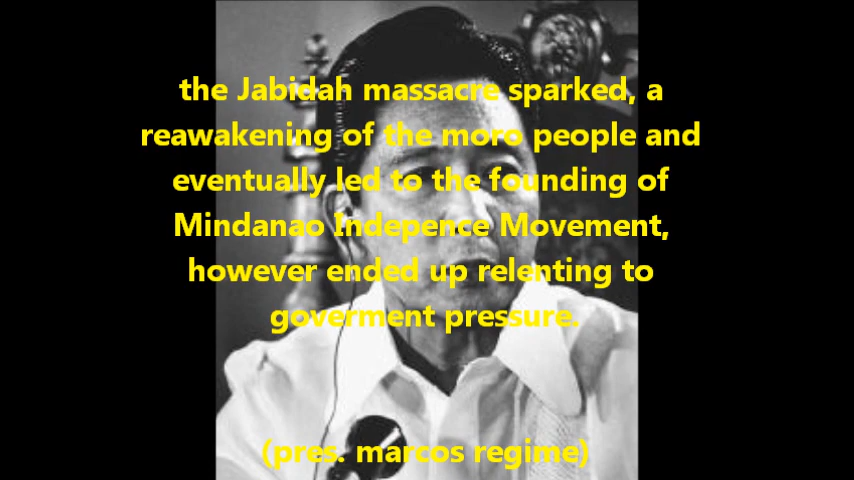 the Jabidah massacre sparked, a
reawakening of the moro people and
eventually led to the founding of
Mindanao Indepence Movement,
however ended up relenting to
goverment pressure.
(pres. marcos regime)